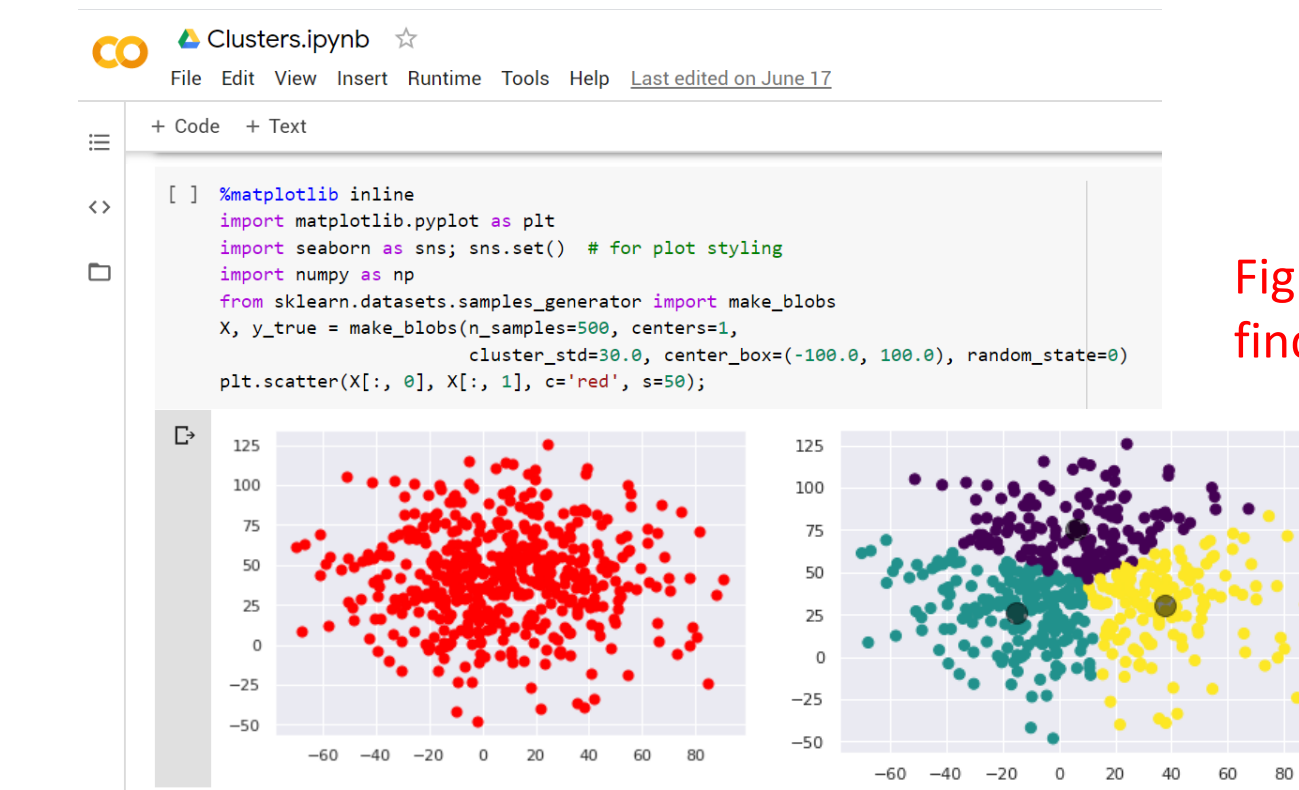 Clusters.ipynb
File Edit View Insert Runtime Tools Help Last edited on June 17
+ Code + Text
[ ] %matplotlib inline
import matplotlib.pyplot as plt
import seaborn as sns; sns.set()  # for plot styling
import numpy as np
from sklearn.datasets.samples_generator import make_blobs
X, y_true = make_blobs(n_samples=500, centers=1,
cluster_std=30.0, center_box=(-100.0, 100.0), random_state=0)
plt.scatter(X[:, 0], X[:, 1], c='red', s=50);
Fig
find
125
100
75
50
25
0
−25
−50
−60 −40 −20 0 20 40 60 80
125
100
75
50
25
0
−25
−50
−60 −40 −20 0 20 40 60 80